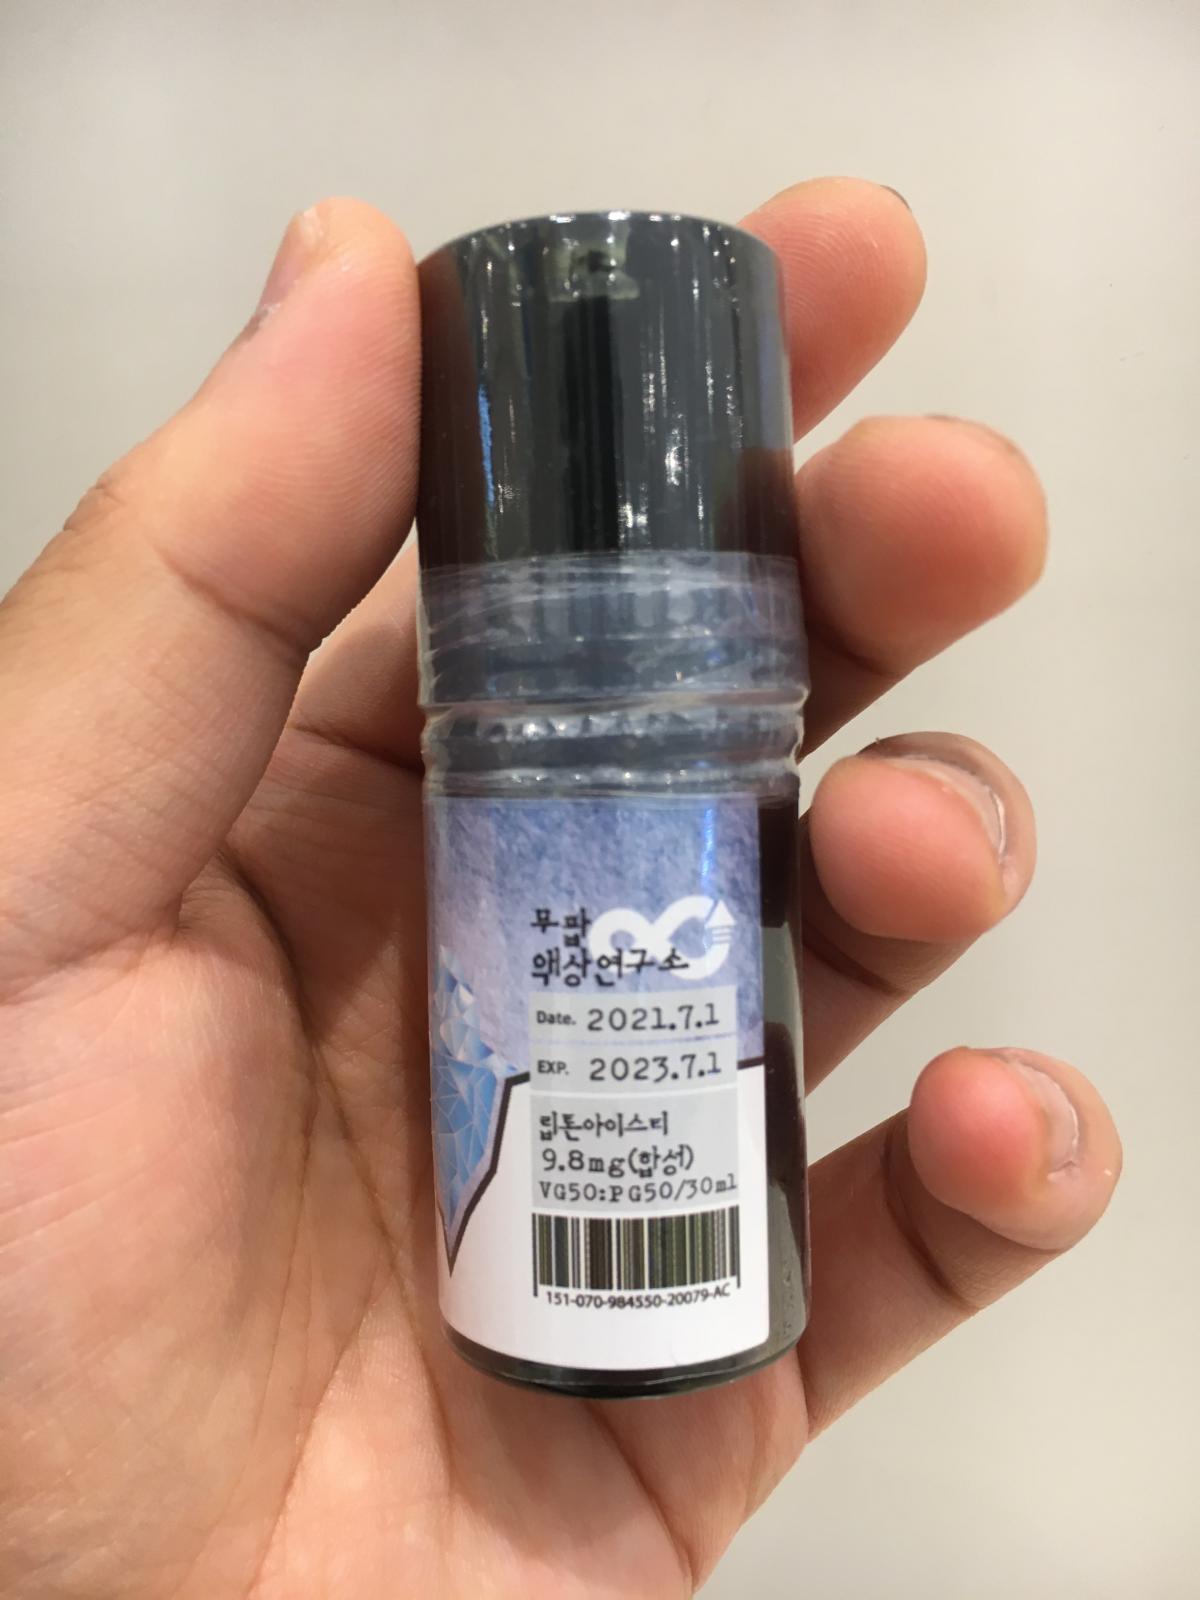 무팝
액상연구소
Date. 2021.7.1
EXP. 2023.7.1
립톤아이스티
9.8mg(합성)
VG50:PG50/30ml
151-070-984550-20079-AC